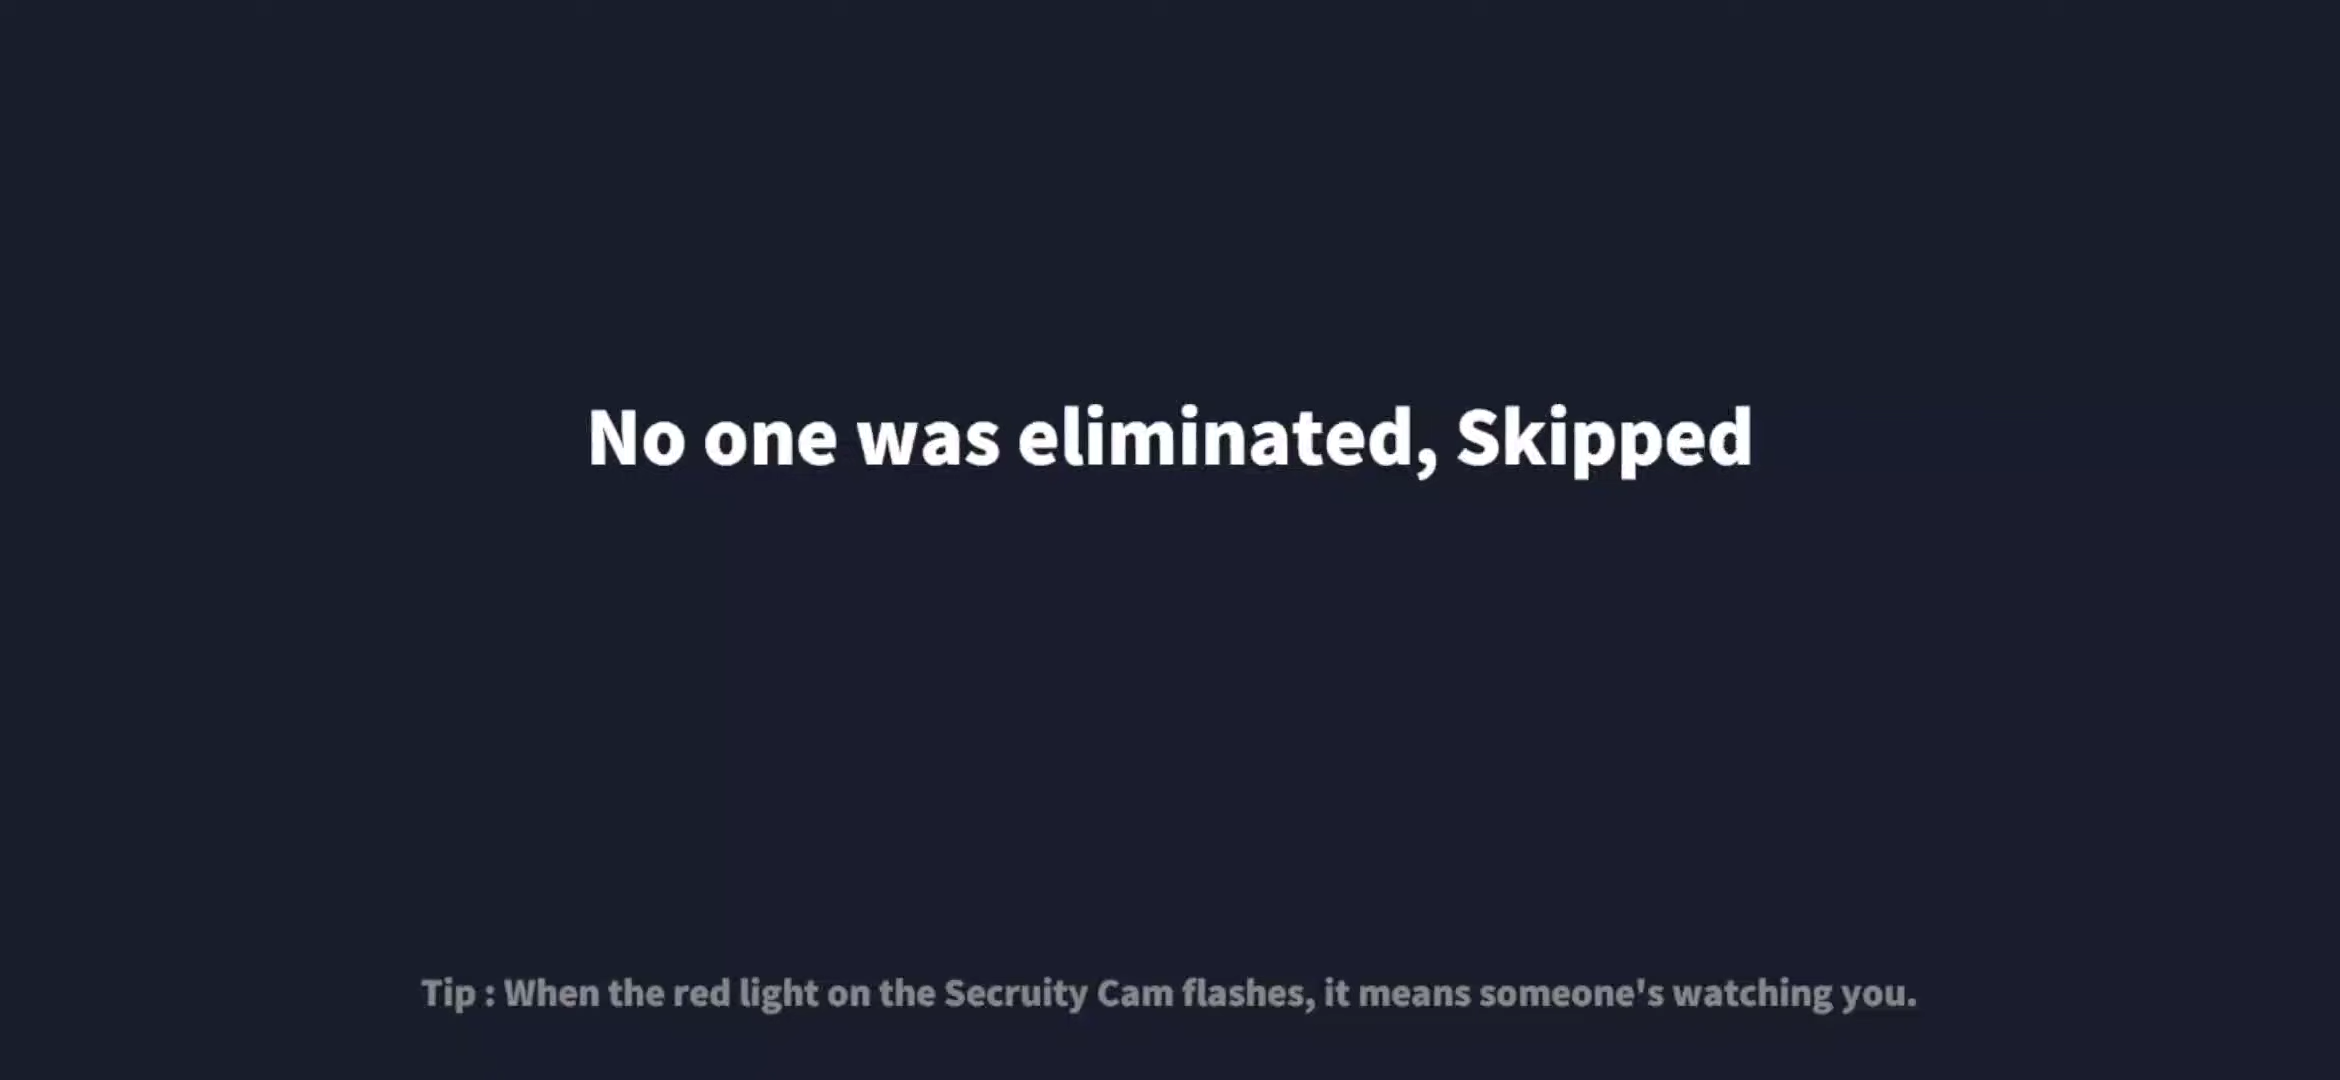 No one was eliminated, Skipped
Tip : When the red light on the Secruity Cam flashes, it means someone's watching you.